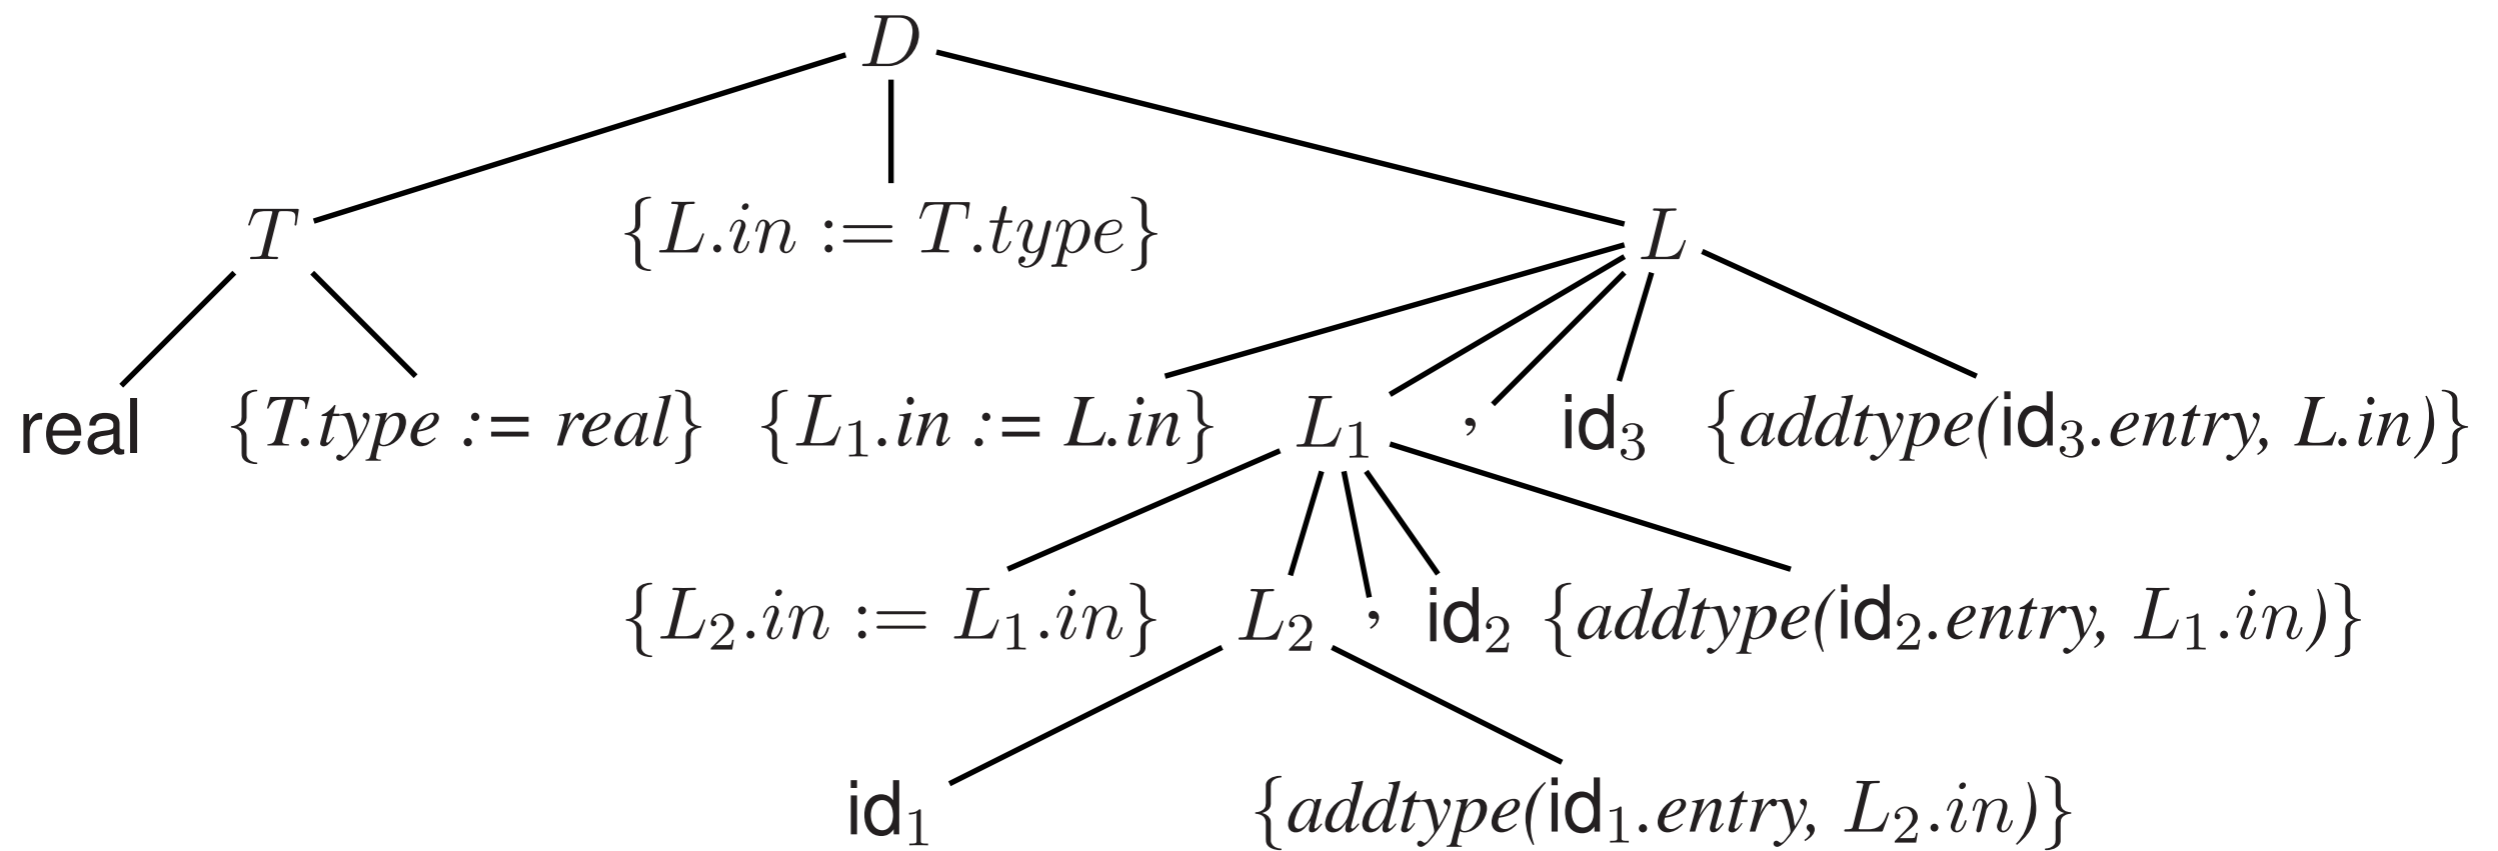 D
T {L.in := T.type} L
real {T.type := real} {L₁.in := L.in} L₁ , id₃ {addtype(id₃.entry, L.in)}
{L₂.in := L₁.in} L₂ , id₂ {addtype(id₂.entry, L₁.in)}
id₁ {addtype(id₁.entry, L₂.in)}